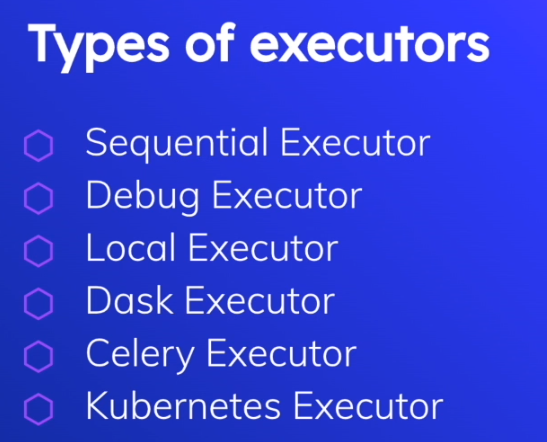 Types of executors
Sequential Executor
Debug Executor
Local Executor
Dask Executor
Celery Executor
Kubernetes Executor